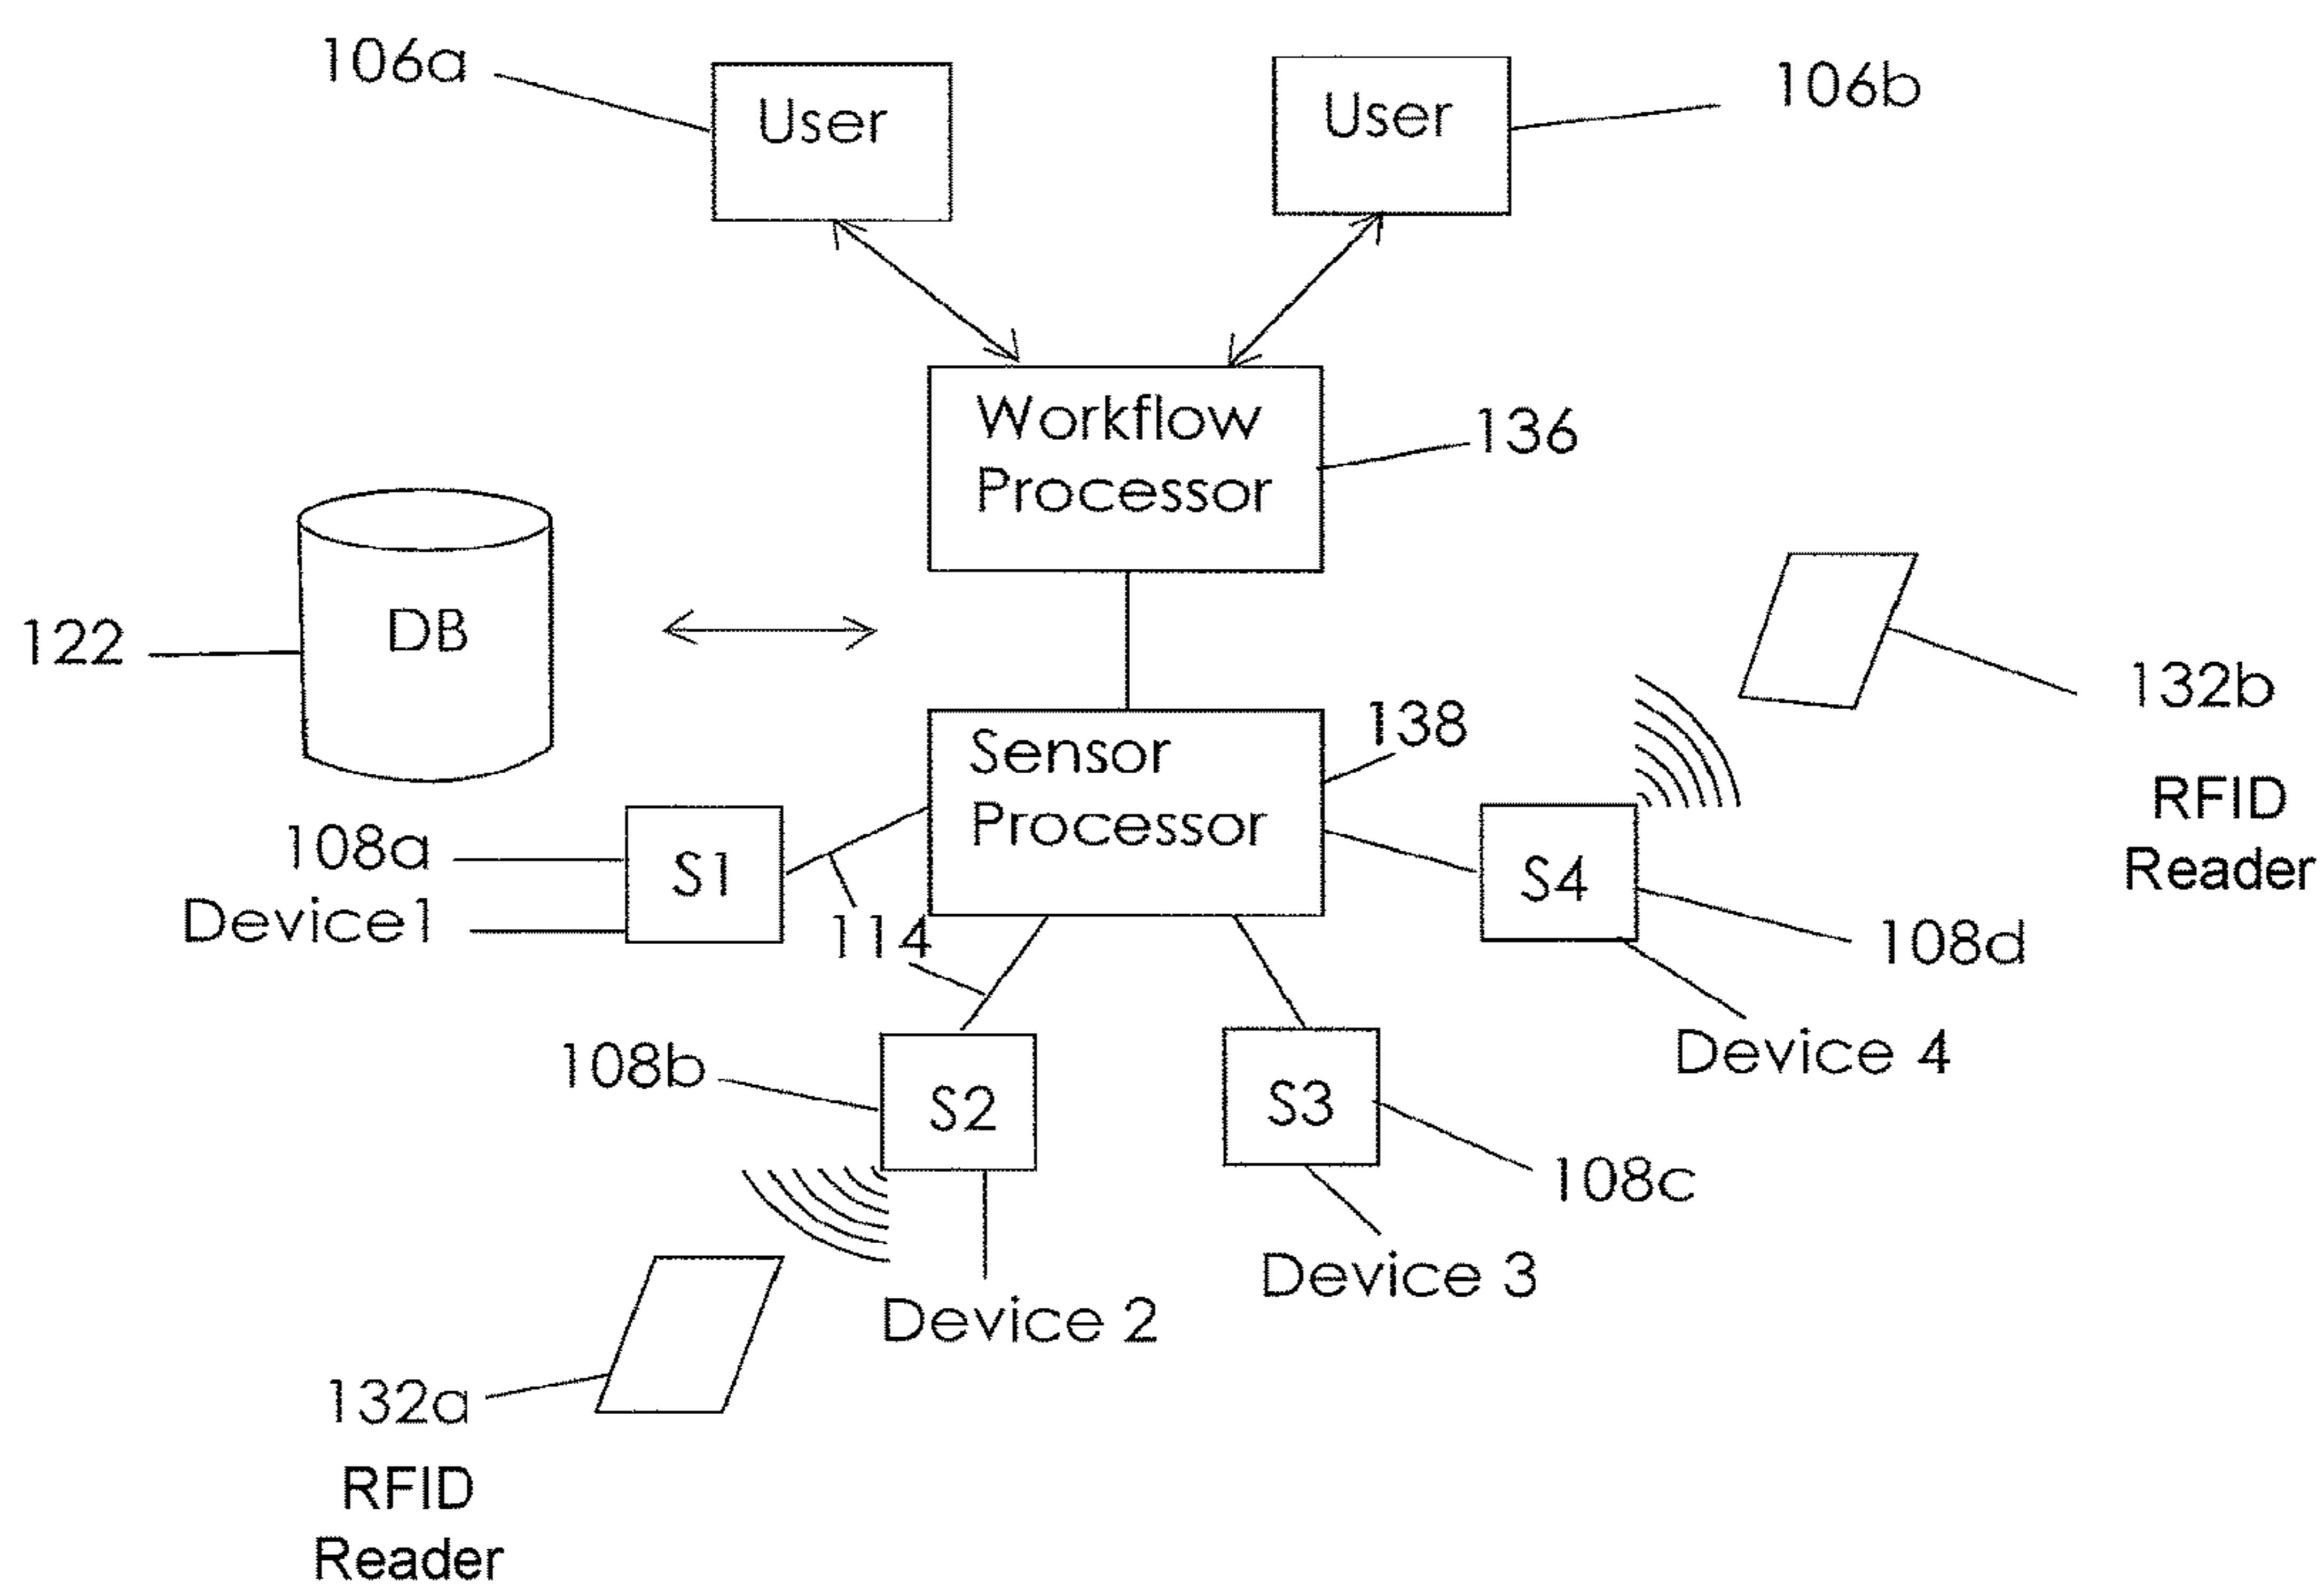 106a
User
User
106b
Workflow
Processor
136
DB
122
132b
RFID
Reader
138
Sensor
Processor
108a
Device1
S1
114
S4
108d
Device 4
108b
S2
S3
108c
Device 2
Device 3
132a
RFID
Reader